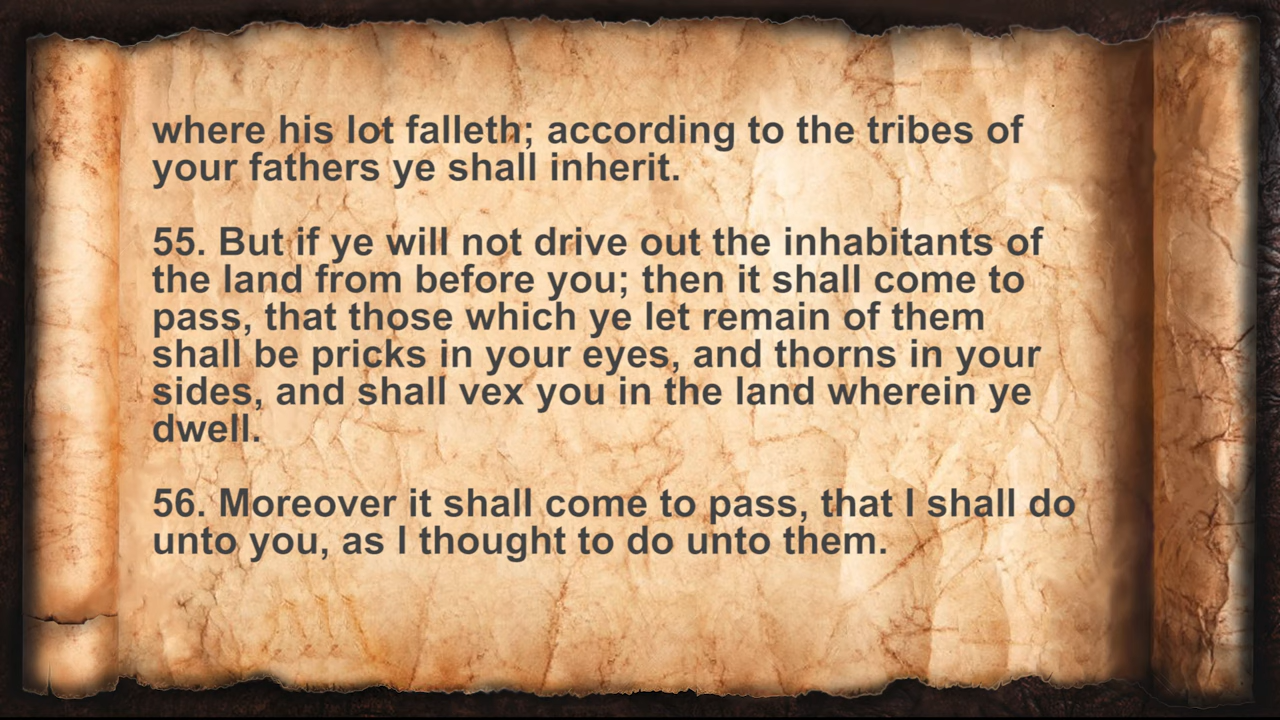 where his lot falleth; according to the tribes of
your fathers ye shall inherit.
55. But if ye will not drive out the inhabitants of
the land from before you; then it shall come to
pass, that those which ye let remain of them
shall be pricks in your eyes, and thorns in your
sides, and shall vex you in the land wherein ye
dwell.
56. Moreover it shall come to pass, that I shall do
unto you, as I thought to do unto them.